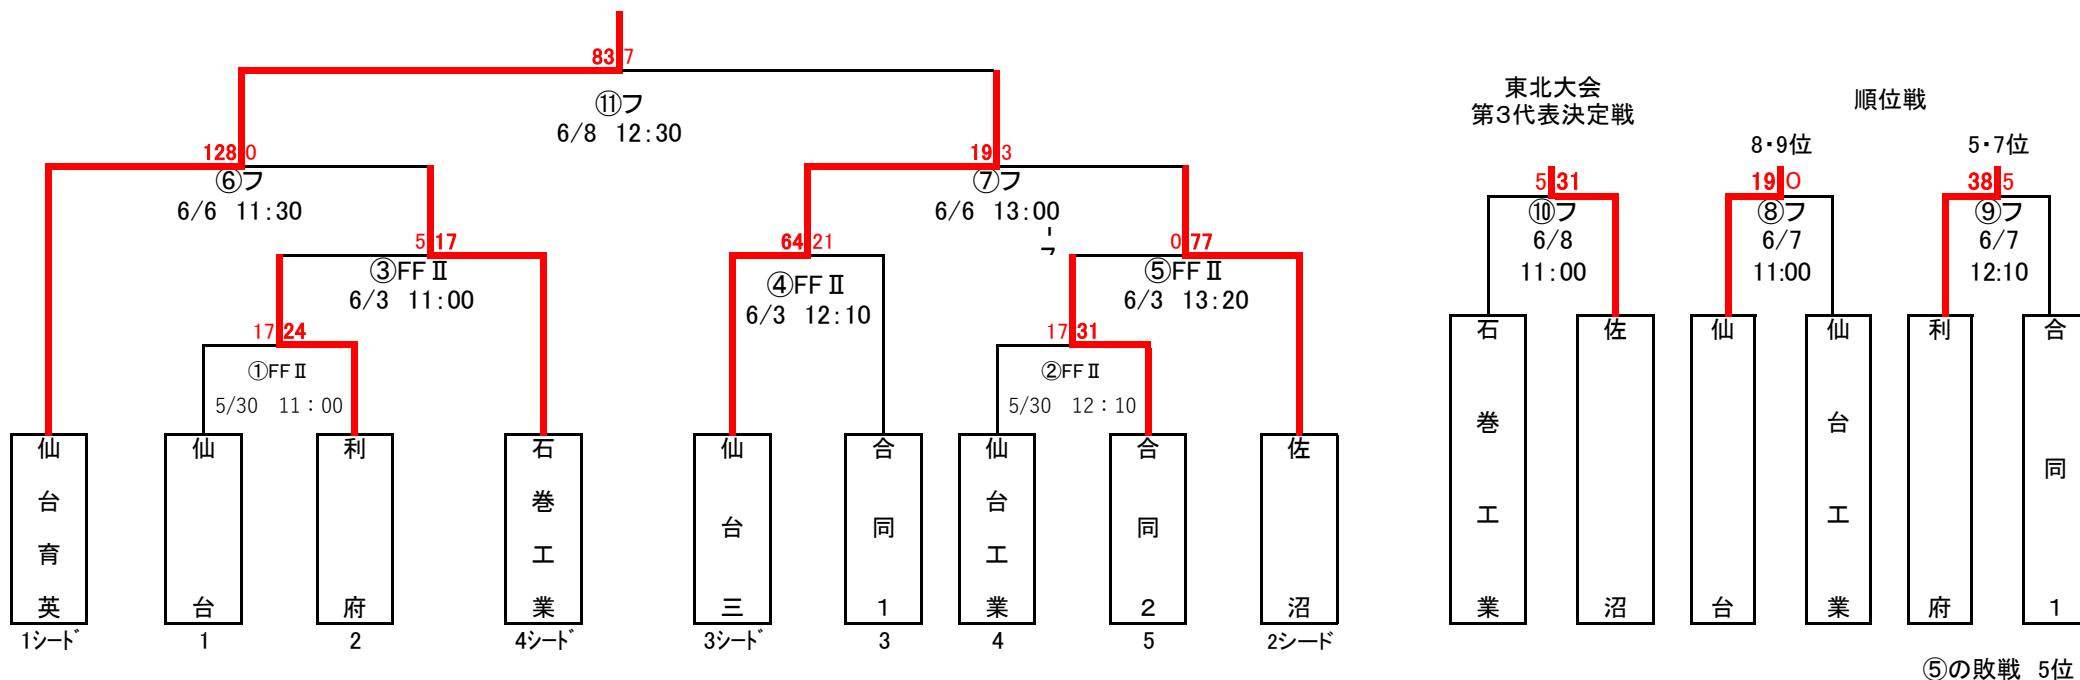 83 7
⑪フ
6/8 12:30
128 0
⑥フ
6/6 11:30
19 3
⑦フ
6/6 13:00
5 17
③FFⅡ
6/3 11:00
64 21
④FFⅡ
6/3 12:10
0 77
⑤FFⅡ
6/3 13:20
17 24
①FFⅡ
5/30 11:00
17 31
②FFⅡ
5/30 12:10
仙台育英
仙台
利府
石巻工業
仙台三
合同1
仙台工業
合同2
佐沼
1シード
1
2
4シード
3シード
3
4
5
2シード
東北大会
第3代表決定戦
5 31
⑩フ
6/8
11:00
石巻工業
佐沼
順位戦
8・9位
19 0
⑧フ
6/7
11:00
仙台
仙台工業
5・7位
38 5
⑨フ
6/7
12:10
利府
合同1
⑤の敗戦 5位